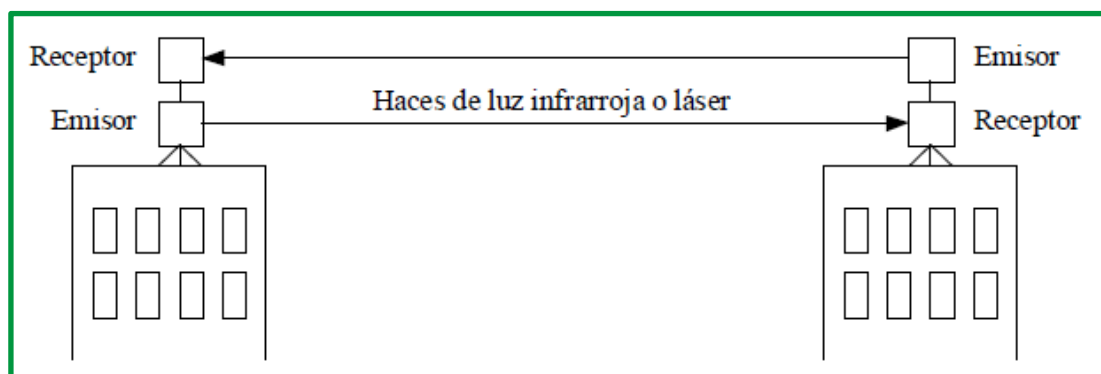 Receptor
Emisor
Haces de luz infrarroja o láser
Emisor
Receptor